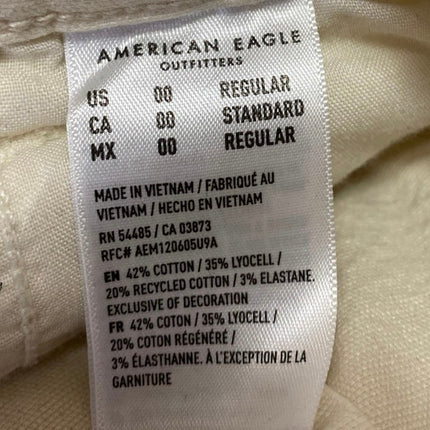 AMERICAN EAGLE
OUTFITTERS
US 00 REGULAR
CA 00 STANDARD
MX 00 REGULAR
MADE IN VIETNAM / FABRIQUÉ AU
VIETNAM / HECHO EN VIETNAM
RN 54485 / CA 03873
RFC# AEM120605U9A
EN 42% COTTON / 35% LYOCELL /
20% RECYCLED COTTON / 3% ELASTANE.
EXCLUSIVE OF DECORATION
FR 42% COTON / 35% LYOCELL /
20% COTON RÉGÉNÉRÉ /
3% ÉLASTHANNE. À L'EXCEPTION DE LA
GARNITURE